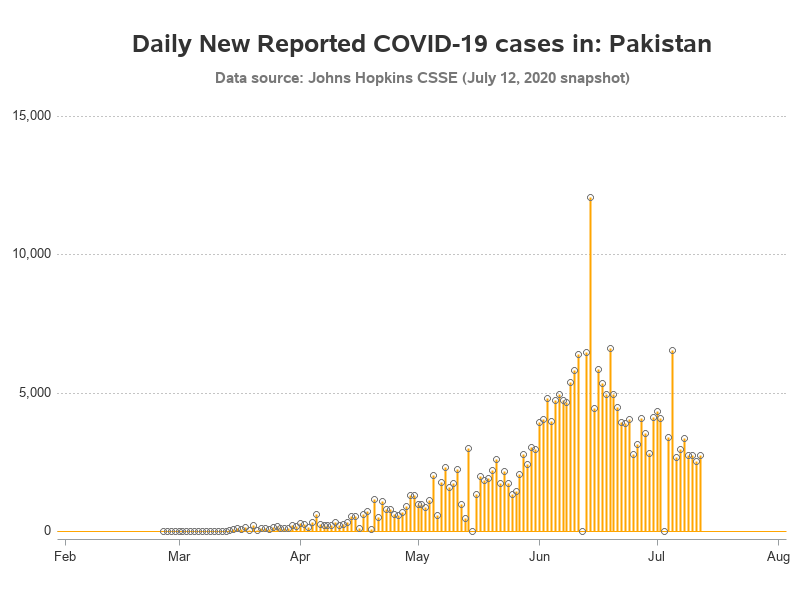 Daily New Reported COVID-19 cases in: Pakistan
Data source: Johns Hopkins CSSE (July 12, 2020 snapshot)
15,000
10,000
5,000
0
Feb Mar Apr May Jun Jul Aug